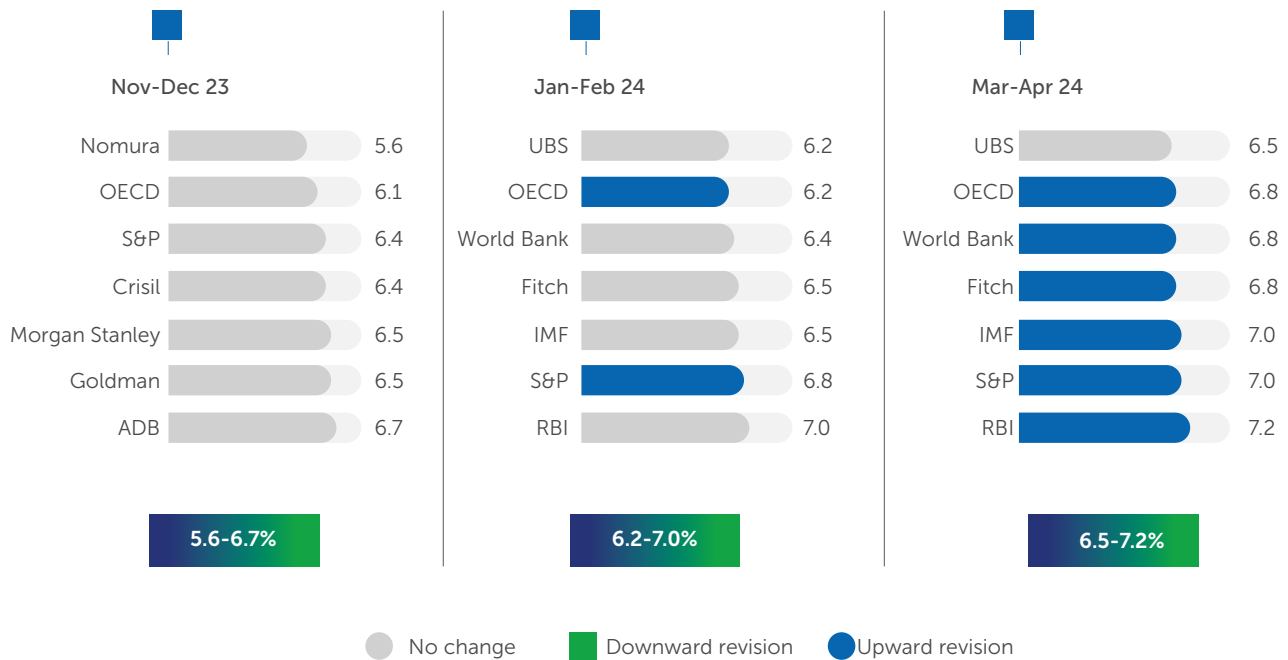 Nov-Dec 23
Nomura 5.6
OECD 6.1
S&P 6.4
Crisil 6.4
Morgan Stanley 6.5
Goldman 6.5
ADB 6.7
5.6-6.7%
Jan-Feb 24
UBS 6.2
OECD 6.2
World Bank 6.4
Fitch 6.5
IMF 6.5
S&P 6.8
RBI 7.0
6.2-7.0%
Mar-Apr 24
UBS 6.5
OECD 6.8
World Bank 6.8
Fitch 6.8
IMF 7.0
S&P 7.0
RBI 7.2
6.5-7.2%
No change
Downward revision
Upward revision